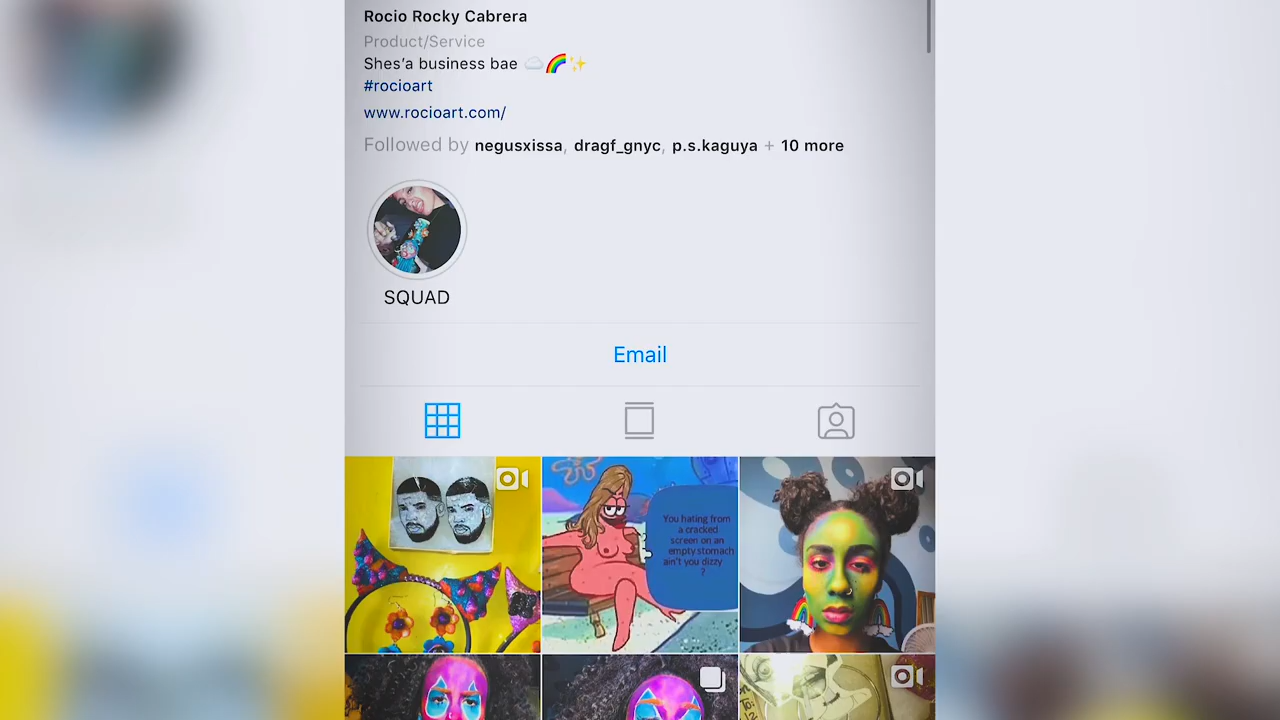 Rocio Rocky Cabrera
Product/Service
Shes'a business bae ☁️🌈✨
#rocioart
www.rocioart.com/
Followed by negusxissa, dragf_gnyc, p.s.kaguya + 10 more
SQUAD
Email
You hating from
a cracked
screen on an
empty stomach
ain't you dizzy
?